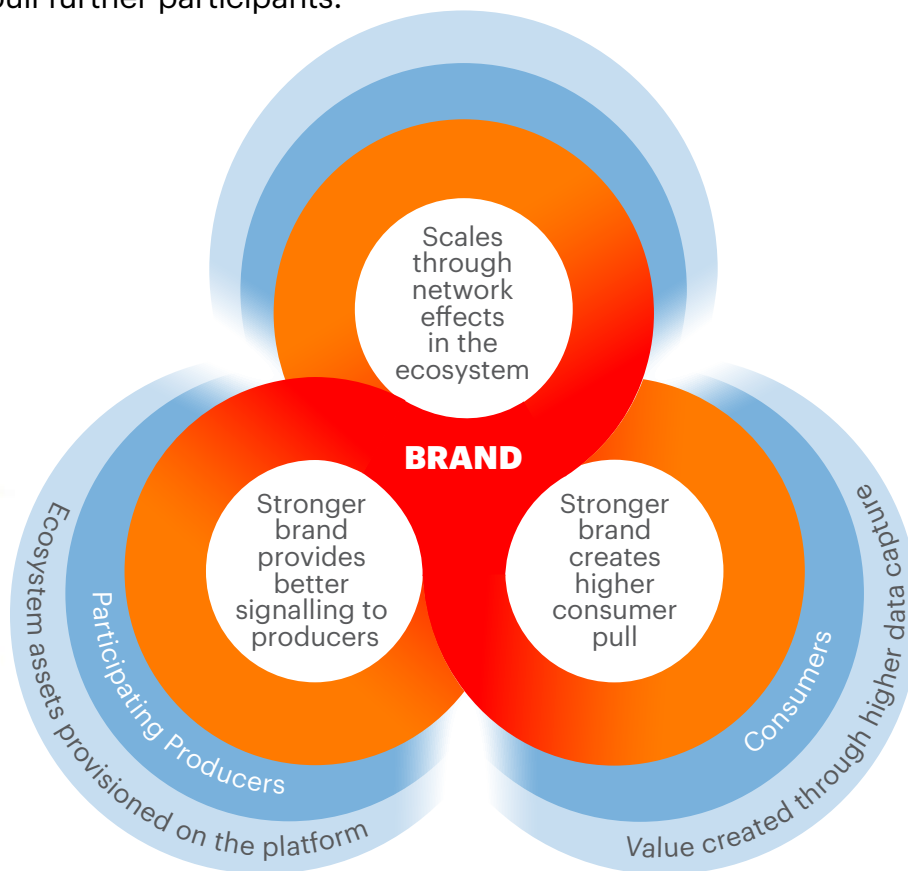 pull further participants.
Scales
through
network
effects
in the
ecosystem
BRAND
Stronger
brand
provides
better
signalling to
producers
Stronger
brand
creates
higher
consumer
pull
Ecosystem assets provisioned on the platform
Participating Producers
Consumers
Value created through higher data capture